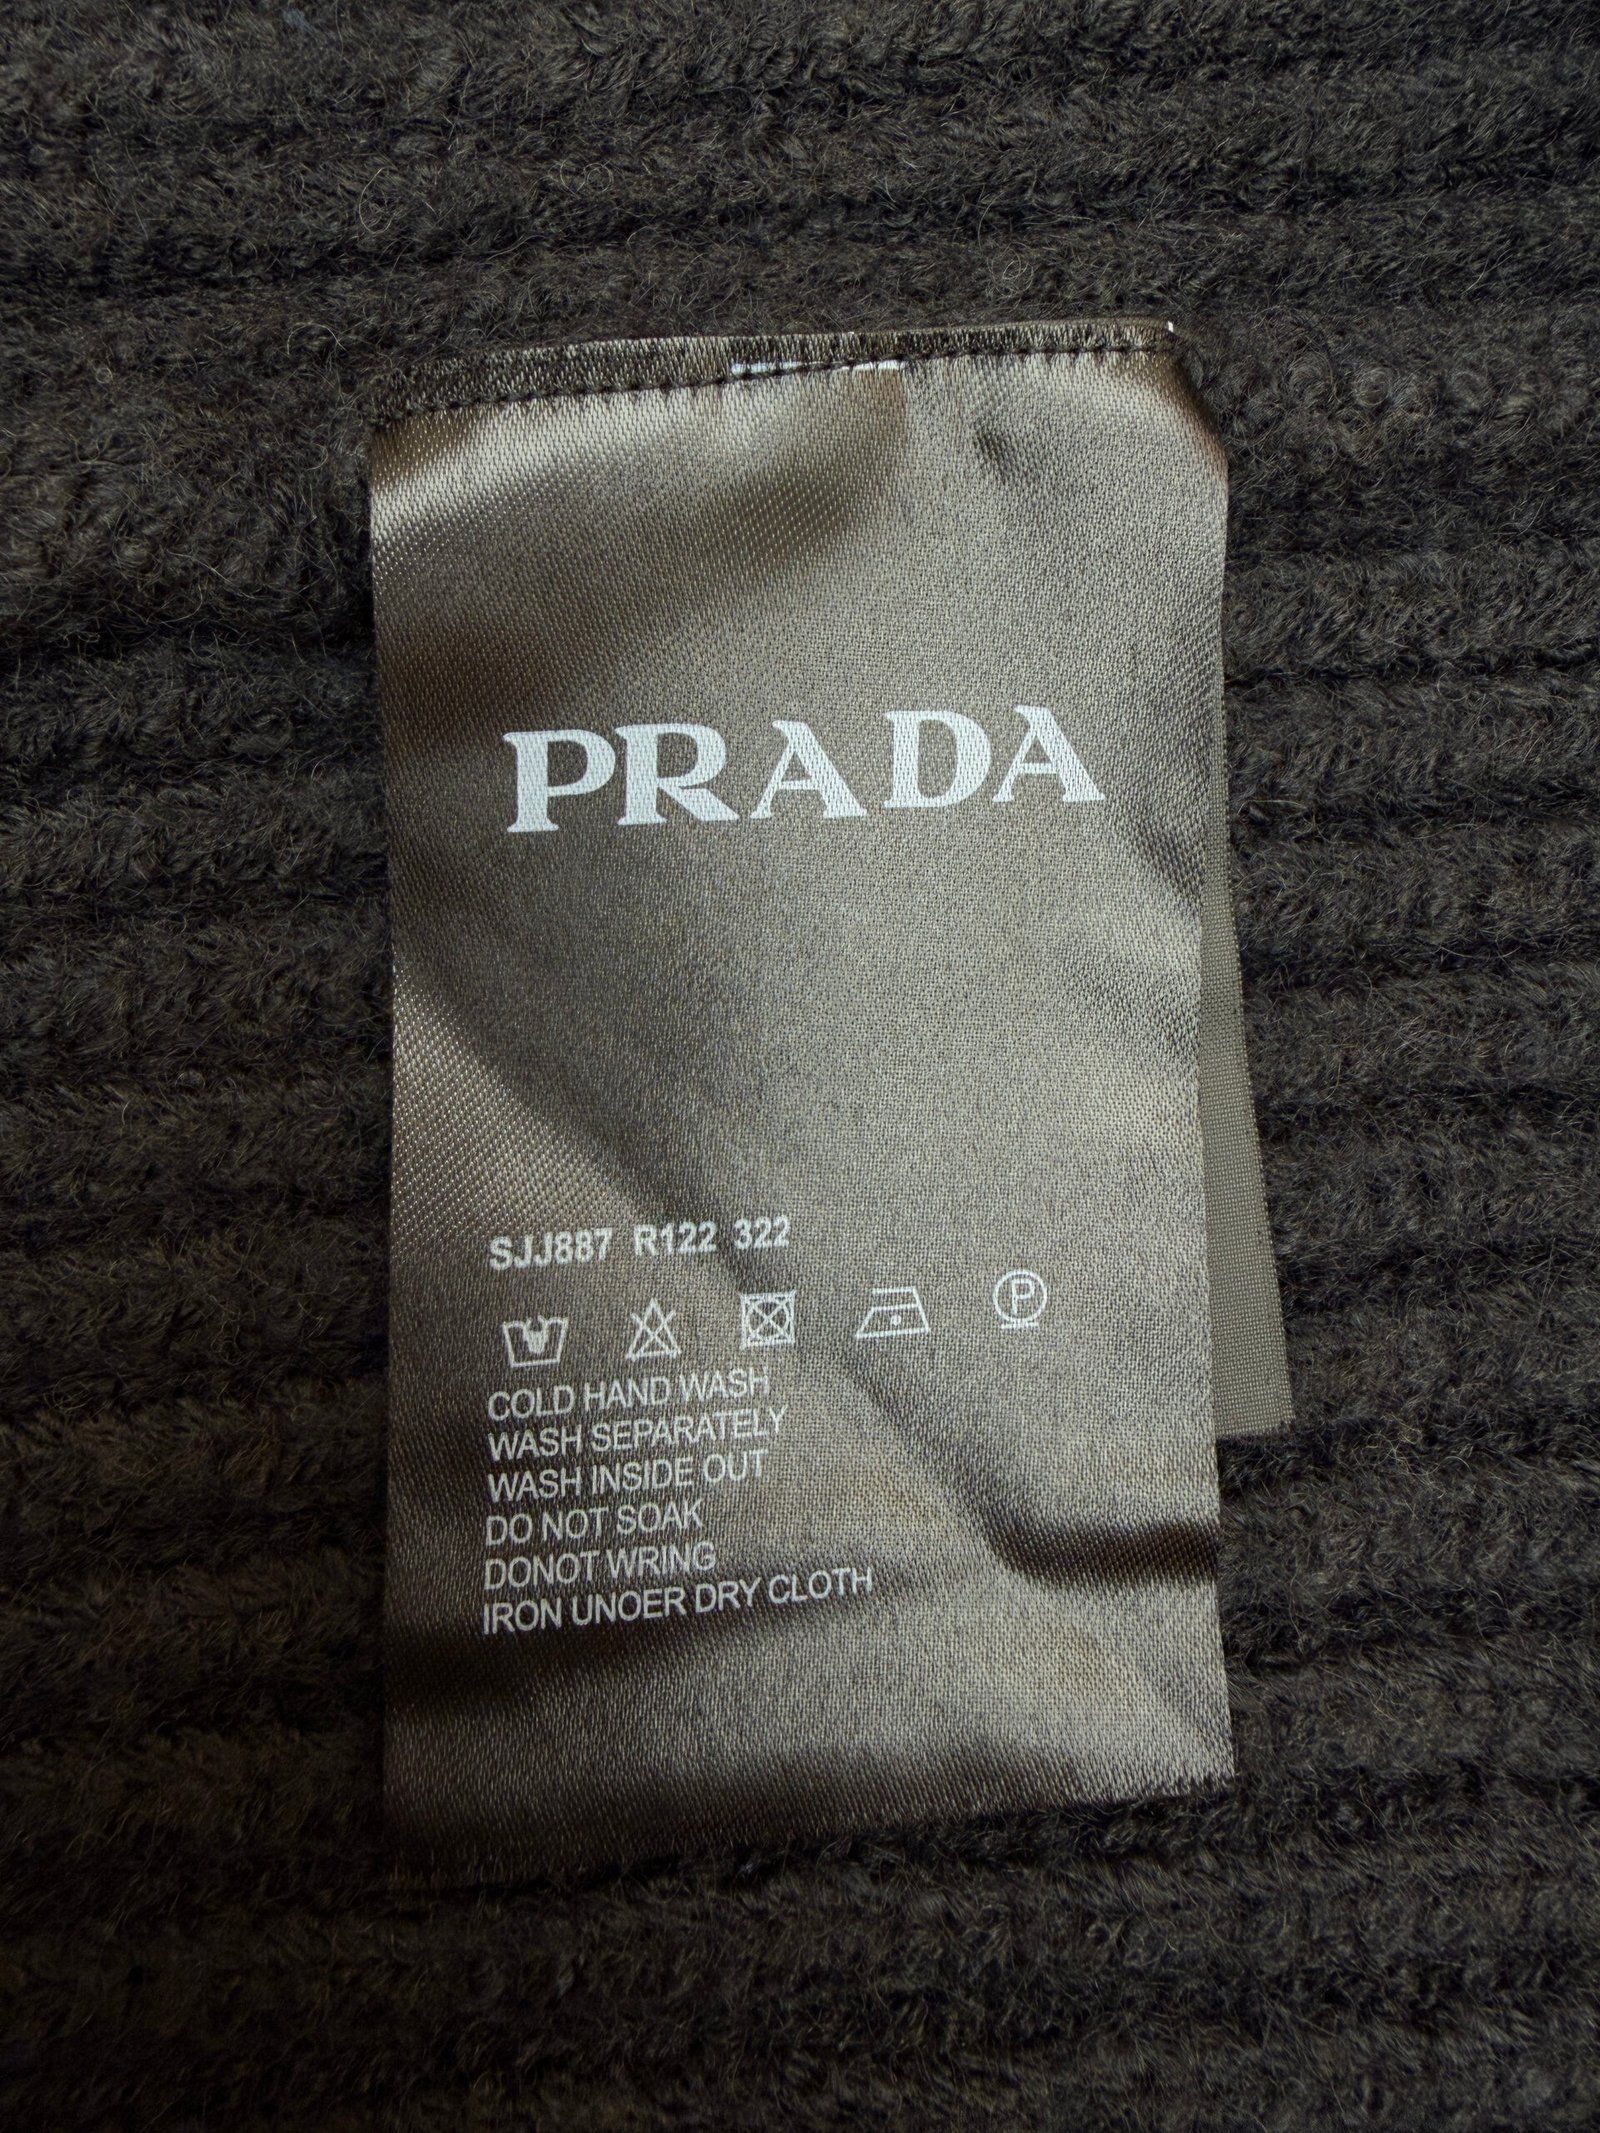 PRADA
SJJ887 R122 322
P
COLD HAND WASH
WASH SEPARATELY
WASH INSIDE OUT
DO NOT SOAK
DONOT WRING
IRON UNOER DRY CLOTH